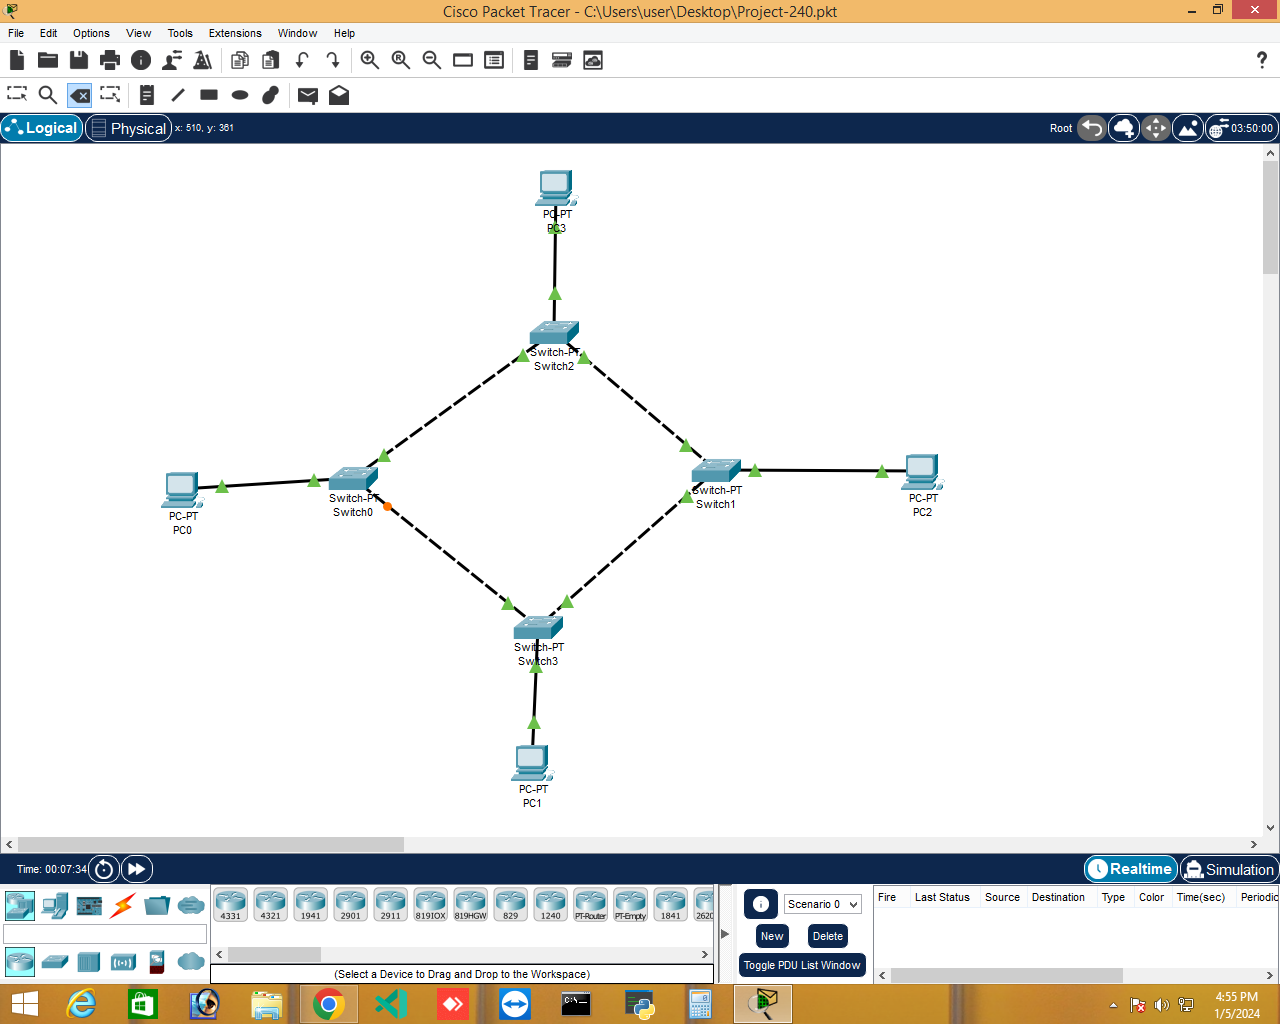 Cisco Packet Tracer - C:\Users\user\Desktop\Project-240.pkt
File Edit Options View Tools Extensions Window Help
Logical Physical x: 510, y: 361 Root 03:50:00
PC-PT
PC3
Switch-PT
Switch2
Switch-PT
Switch0
Switch-PT
Switch1
PC-PT
PC0
PC-PT
PC2
Switch-PT
Switch3
PC-PT
PC1
Time: 00:07:34 Realtime Simulation
4331 4321 1941 2901 2911 819IOX 819HGW 829 1240 PT-Router PT-Empty 1841 2620
Scenario 0
New Delete
Toggle PDU List Window
Fire Last Status Source Destination Type Color Time(sec) Periodic
(Select a Device to Drag and Drop to the Workspace)
4:55 PM
1/5/2024